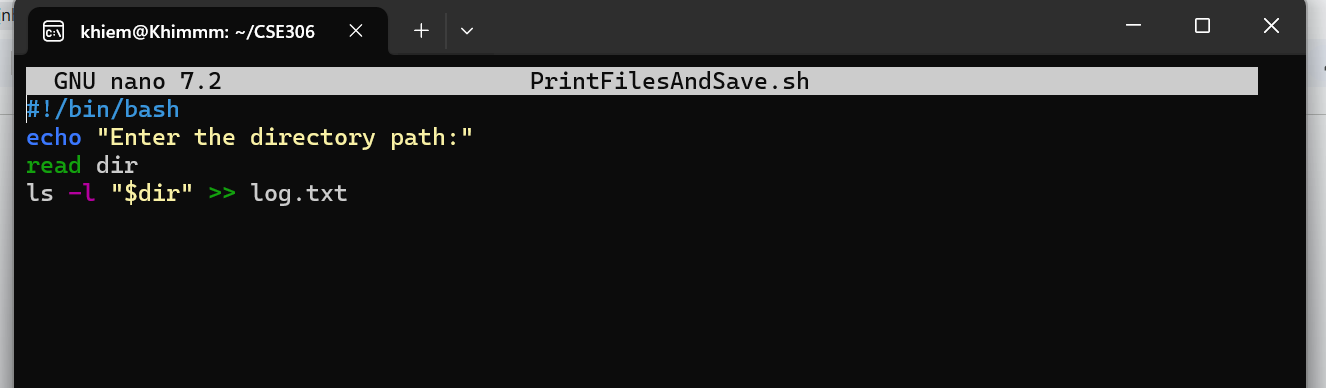 khiem@Khimmm: ~/CSE306
GNU nano 7.2 PrintFilesAndSave.sh
#!/bin/bash
echo "Enter the directory path:"
read dir
ls -l "$dir" >> log.txt